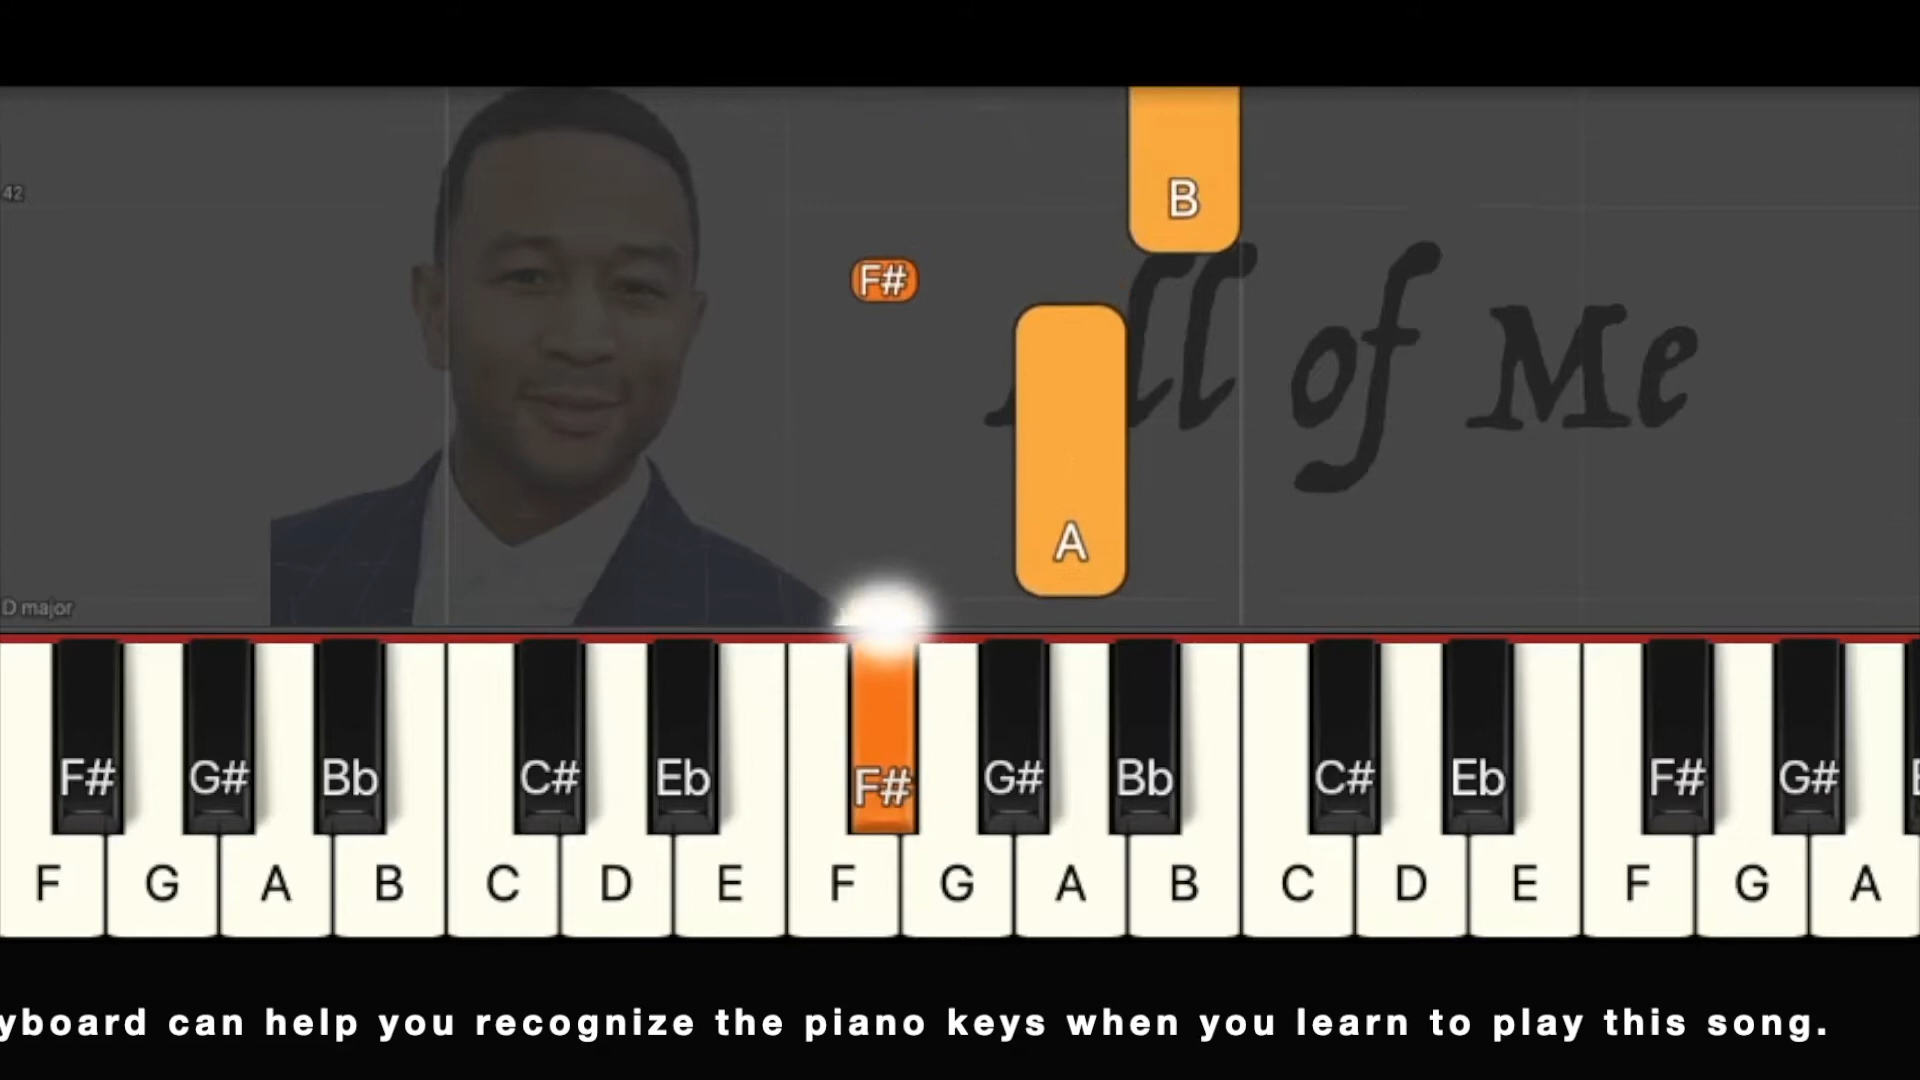 B
42
F#
All of Me
A
D major
F# G# Bb C# Eb F# G# Bb C# Eb F# G#
F G A B C D E F G A B C D E F G A
yboard can help you recognize the piano keys when you learn to play this song.